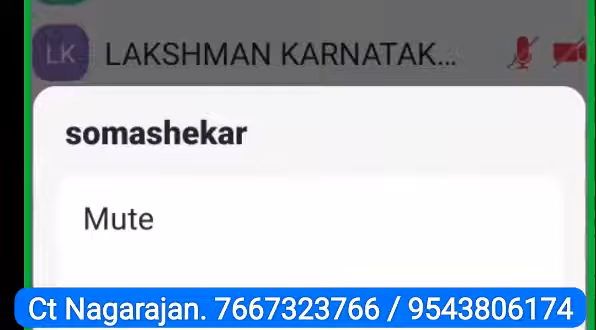 LK LAKSHMAN KARNATAK...
somashekar
Mute
Ct Nagarajan. 7667323766 / 9543806174